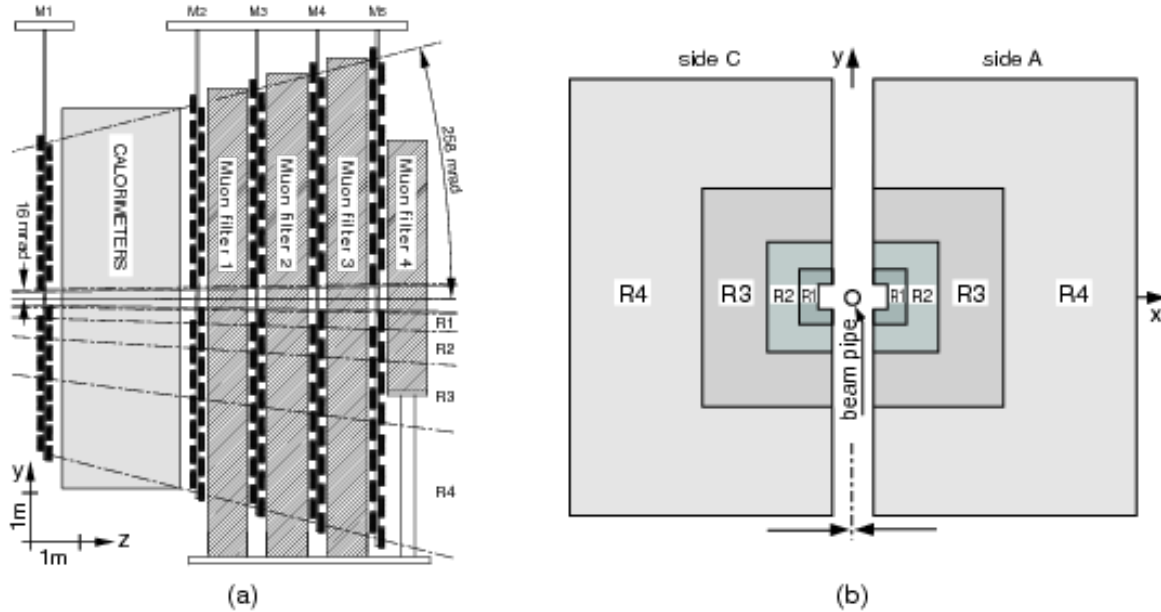 M1
M2
M3
M4
M5
CALORIMETERS
Muon filter 1
Muon filter 2
Muon filter 3
Muon filter 4
258 mrad
16 mrad
R1
R2
R3
R4
y
1m
z
1m
(a)
side C
y
side A
R4
R3
R2
R1
R1
R2
R3
R4
x
beam pipe
(b)